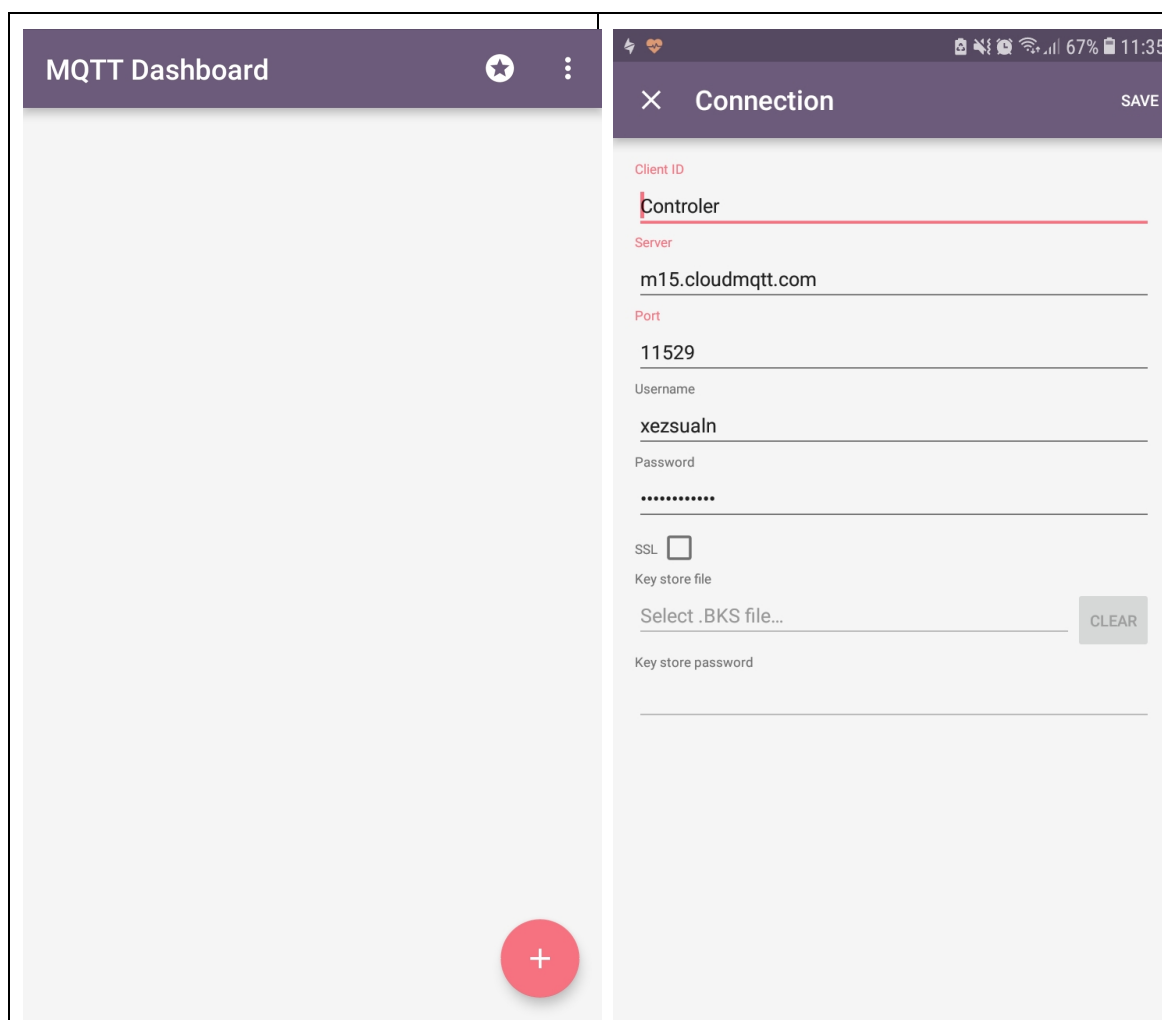 MQTT Dashboard
+
67% 11:35
Connection
SAVE
Client ID
Controler
Server
m15.cloudmqtt.com
Port
11529
Username
xezsualn
Password
••••••••••••
SSL
Key store file
Select .BKS file...
CLEAR
Key store password